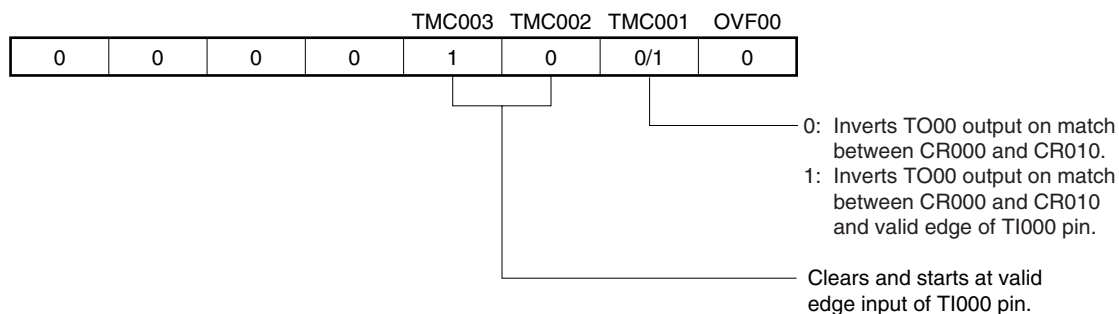 TMC003 TMC002 TMC001 OVF00
0 0 0 0 1 0 0/1 0
0: Inverts TO00 output on match
between CR000 and CR010.
1: Inverts TO00 output on match
between CR000 and CR010
and valid edge of TI000 pin.
Clears and starts at valid
edge input of TI000 pin.